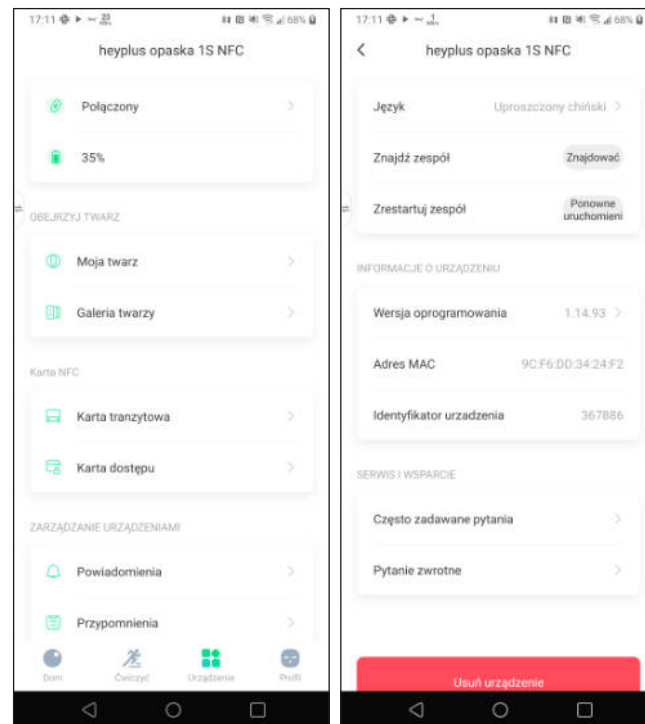 17:11
68%
heyplus opaska 1S NFC
Połączony
35%
OBEJRZYJ TWARZ
Moja twarz
Galeria twarzy
Karta NFC
Karta tranzytowa
Karta dostępu
ZARZĄDZANIE URZĄDZENIAMI
Powiadomienia
Przypomnienia
Dom
Ćwiczyć
Urządzenie
Profil
17:11
68%
heyplus opaska 1S NFC
Język
Uproszczony chiński
Znajdź zespół
Znajdować
Zrestartuj zespół
Ponowne
uruchomieni
INFORMACJE O URZĄDZENIU
Wersja oprogramowania
1.14.93
Adres MAC
9C:F6:DD:34:24:F2
Identyfikator urzadzenia
367886
SERWIS I WSPARCIE
Często zadawane pytania
Pytanie zwrotne
Usuń urządzenie